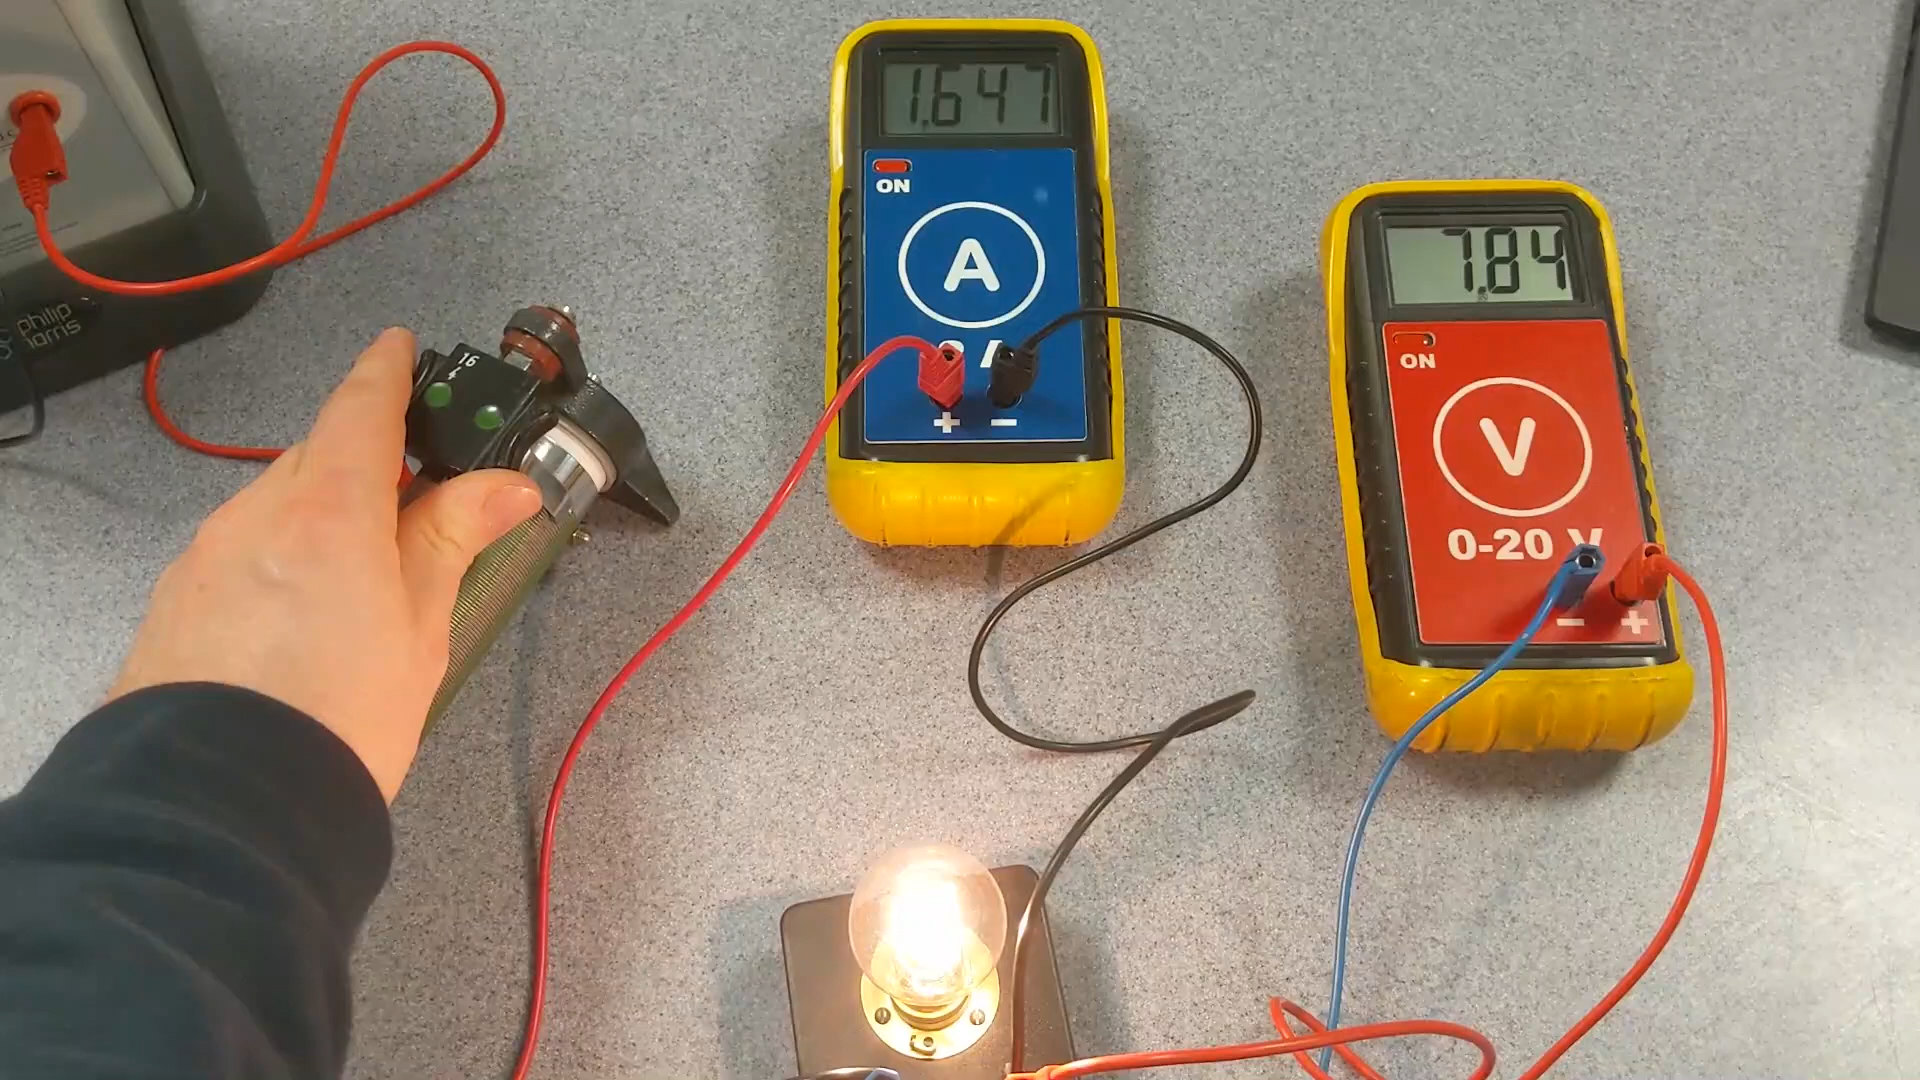 philip
harris
16
1.647
ON
A
+ −
7.84
ON
V
0-20 V
− +